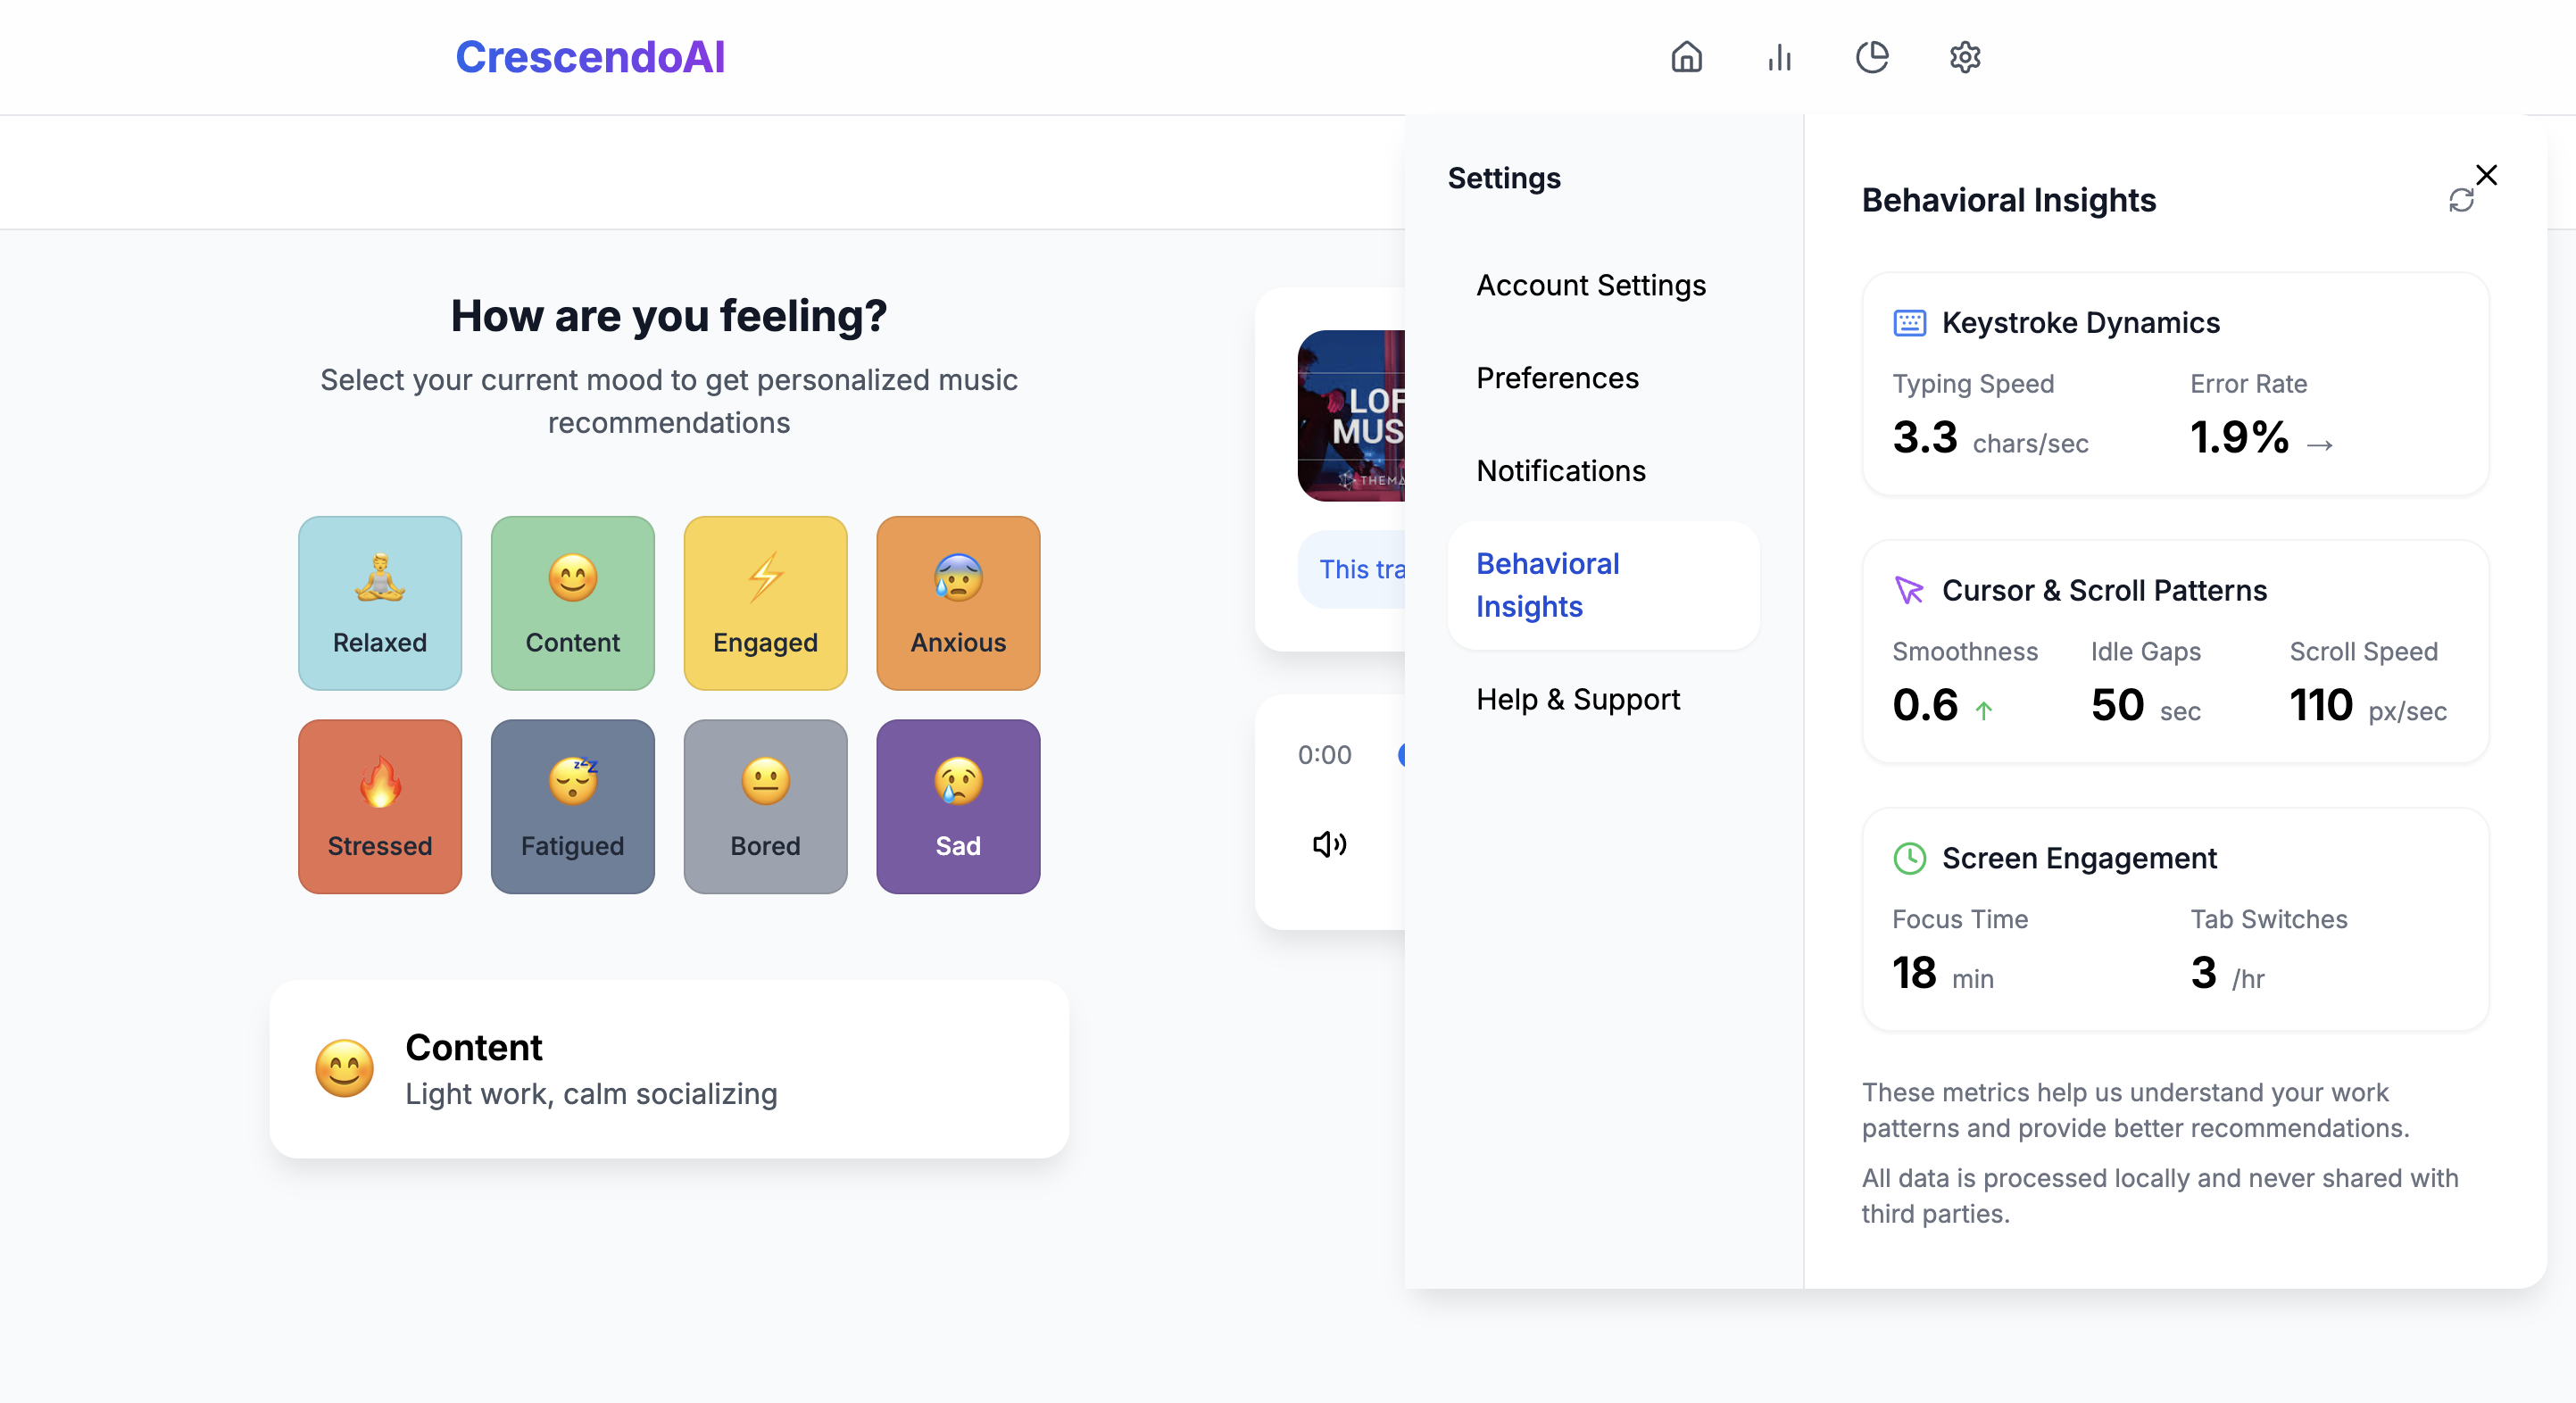 CrescendoAI
How are you feeling?
Select your current mood to get personalized music
recommendations
Relaxed
Content
Engaged
Anxious
Stressed
Fatigued
Bored
Sad
Content
Light work, calm socializing
LOF
MUS
THEMA
This tra
0:00
Settings
Account Settings
Preferences
Notifications
Behavioral
Insights
Help & Support
Behavioral Insights
Keystroke Dynamics
Typing Speed
Error Rate
3.3 chars/sec
1.9% →
Cursor & Scroll Patterns
Smoothness
Idle Gaps
Scroll Speed
0.6 ↑
50 sec
110 px/sec
Screen Engagement
Focus Time
Tab Switches
18 min
3 /hr
These metrics help us understand your work
patterns and provide better recommendations.
All data is processed locally and never shared with
third parties.